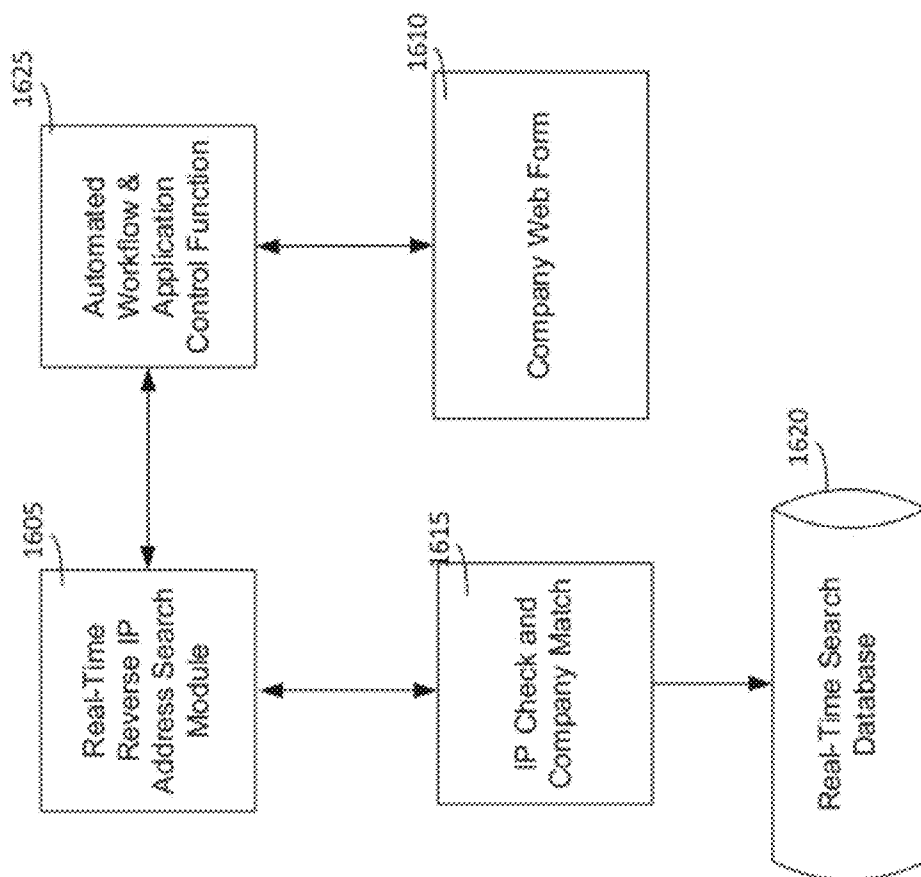 1605
Real-Time
Reverse IP
Address Search
Module
1625
Automated
Workflow &
Application
Control Function
1615
IP Check and
Company Match
1610
Company Web Form
1620
Real-Time Search
Database